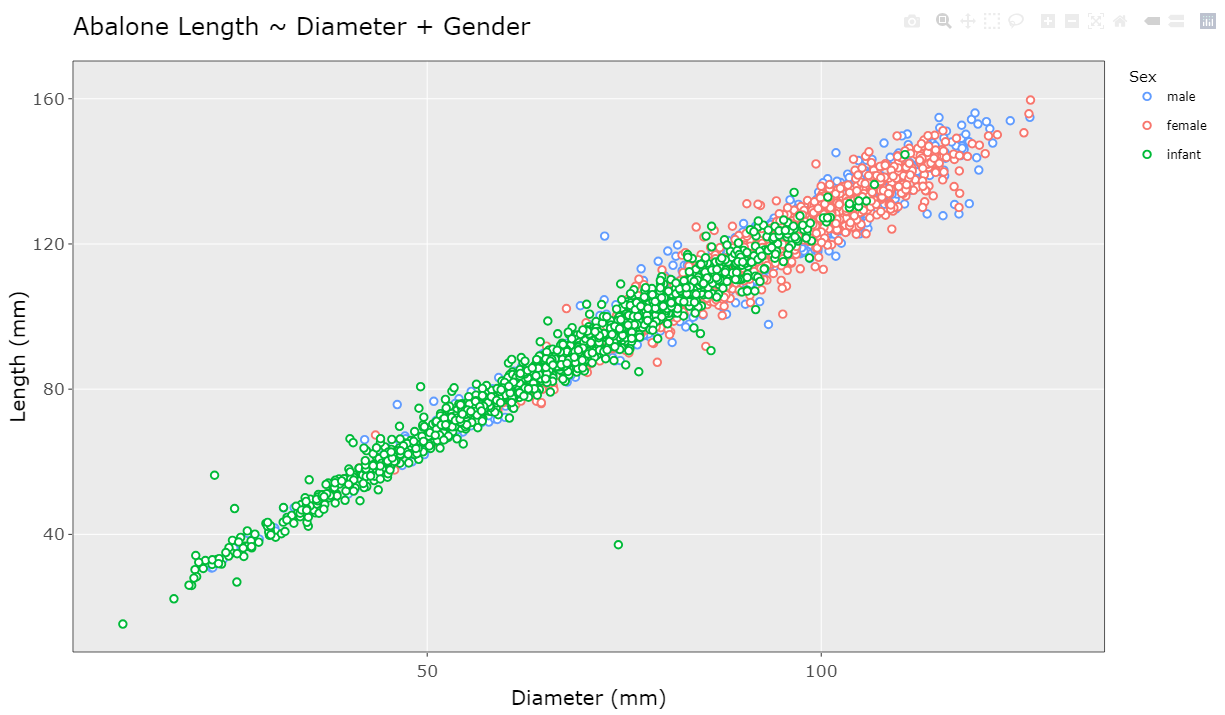 Abalone Length ~ Diameter + Gender
Sex
male
female
infant
160
120
80
40
Length (mm)
50
100
Diameter (mm)